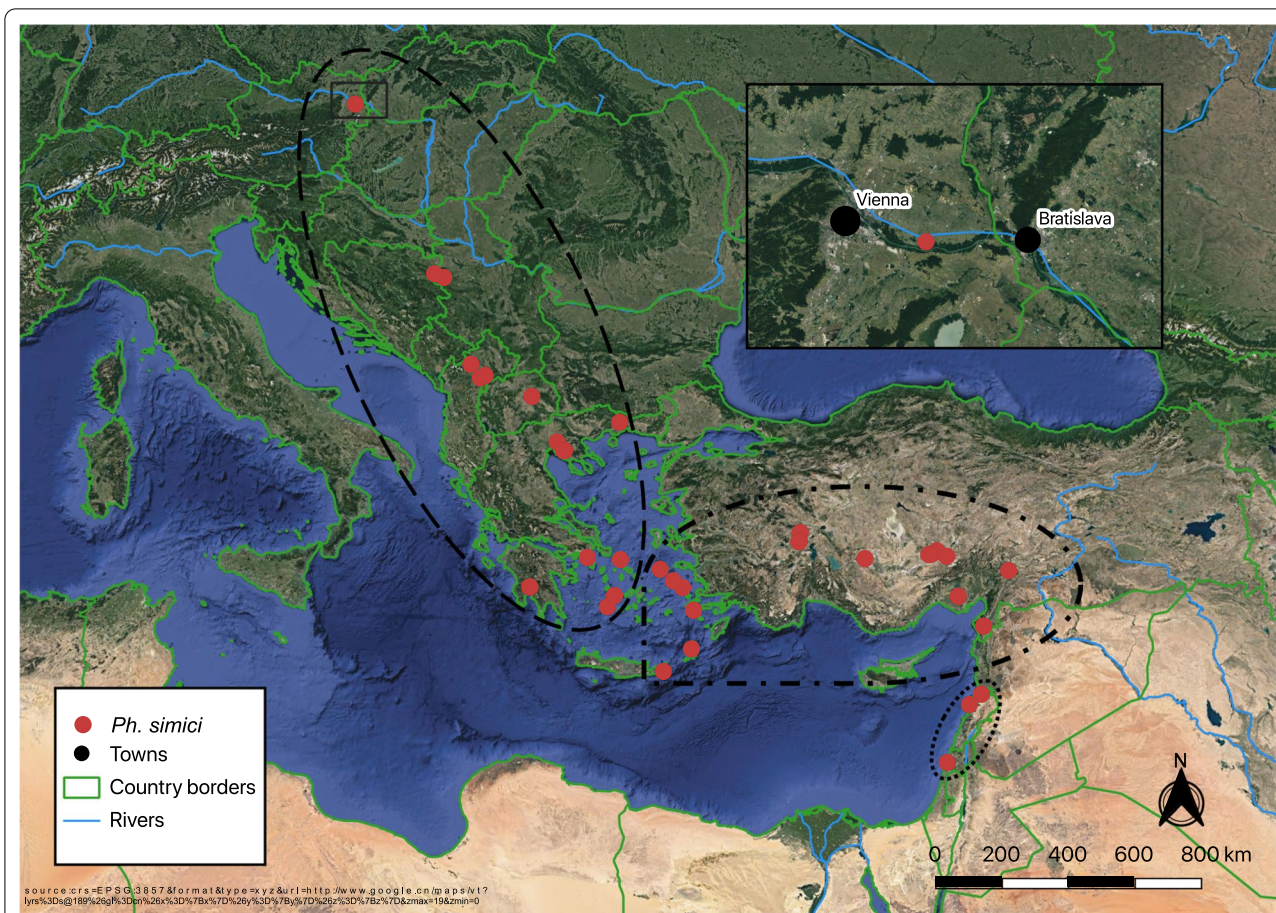 Vienna
Bratislava
Ph. simici
Towns
Country borders
Rivers
N
0 200 400 600 800 km
source:crs=EPSG:3857&format&type=xyz&url=http://www.google.cn/maps/vt?
lyrs%3Ds@189%26gl%3Dcn%26x%3D%7Bx%7D%26y%3D%7By%7D%26z%3D%7Bz%7D&zmax=19&zmin=0